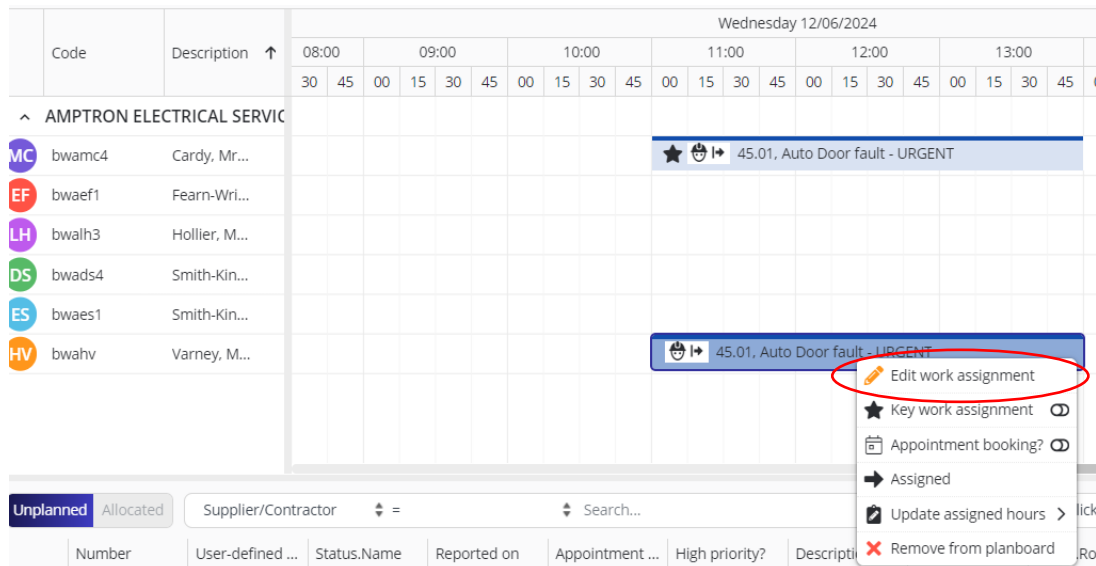 Wednesday 12/06/2024
Code Description 08:00 09:00 10:00 11:00 12:00 13:00
30 45 00 15 30 45 00 15 30 45 00 15 30 45 00 15 30 45 00 15 30 45
AMPTRON ELECTRICAL SERVIC
MC bwamc4 Cardy, Mr... 45.01, Auto Door fault - URGENT
EF bwaef1 Fearn-Wri...
LH bwalh3 Hollier, M...
DS bwads4 Smith-Kin...
ES bwaes1 Smith-Kin...
HV bwahv Varney, M... 45.01, Auto Door fault - URGENT
Edit work assignment
Key work assignment
Appointment booking?
Assigned
Update assigned hours
Remove from planboard
Unplanned Allocated Supplier/Contractor = Search... lick
Number User-defined ... Status.Name Reported on Appointment ... High priority? Descripti .Ro